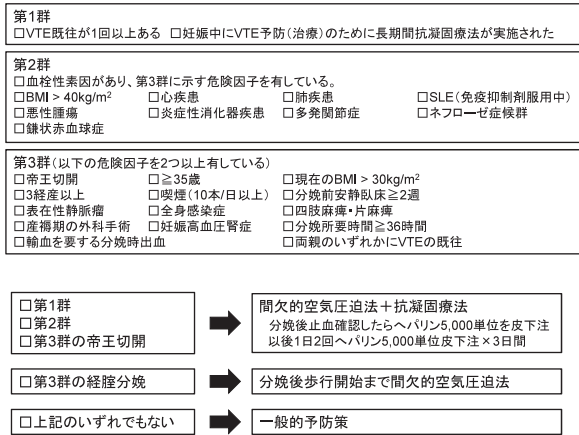 第1群
□VTE既往が1回以上ある □妊娠中にVTE予防(治療)のために長期間抗凝固療法が実施された
第2群
□血栓性素因があり、第3群に示す危険因子を有している。
□BMI > 40kg/m² □心疾患 □肺疾患 □SLE(免疫抑制剤服用中)
□悪性腫瘍 □炎症性消化器疾患 □多発関節症 □ネフローゼ症候群
□鎌状赤血球症
第3群(以下の危険因子を2つ以上有している)
□帝王切開 □≧35歳 □現在のBMI > 30kg/m²
□3経産以上 □喫煙(10本/日以上) □分娩前安静臥床≧2週
□表在性静脈瘤 □全身感染症 □四肢麻痺・片麻痺
□産褥期の外科手術 □妊娠高血圧腎症 □分娩所要時間≧36時間
□輸血を要する分娩時出血 □両親のいずれかにVTEの既往
□第1群
□第2群
□第3群の帝王切開
間欠的空気圧迫法+抗凝固療法
分娩後止血確認したらヘパリン5,000単位を皮下注
以後1日2回ヘパリン5,000単位皮下注×3日間
□第3群の経腟分娩
分娩後歩行開始まで間欠的空気圧迫法
□上記のいずれでもない
一般的予防策